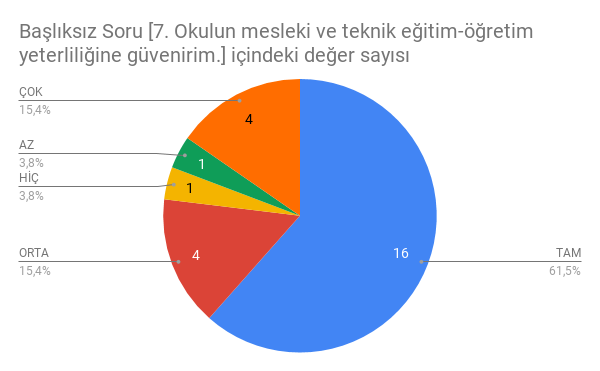 Başlıksız Soru [7. Okulun mesleki ve teknik eğitim-öğretim
yeterliliğine güvenirim.] içindeki değer sayısı
ÇOK
15,4%
4
AZ
3,8%
1
HİÇ
3,8%
1
ORTA
15,4%
4
16
TAM
61,5%